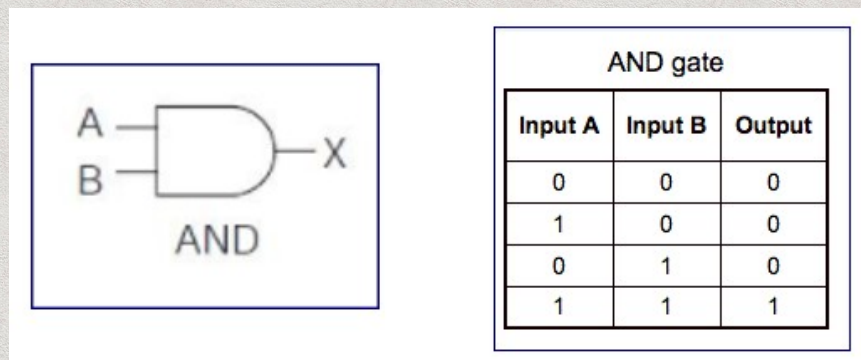 A
B
X
AND
AND gate
Input A Input B Output
0 0 0
1 0 0
0 1 0
1 1 1